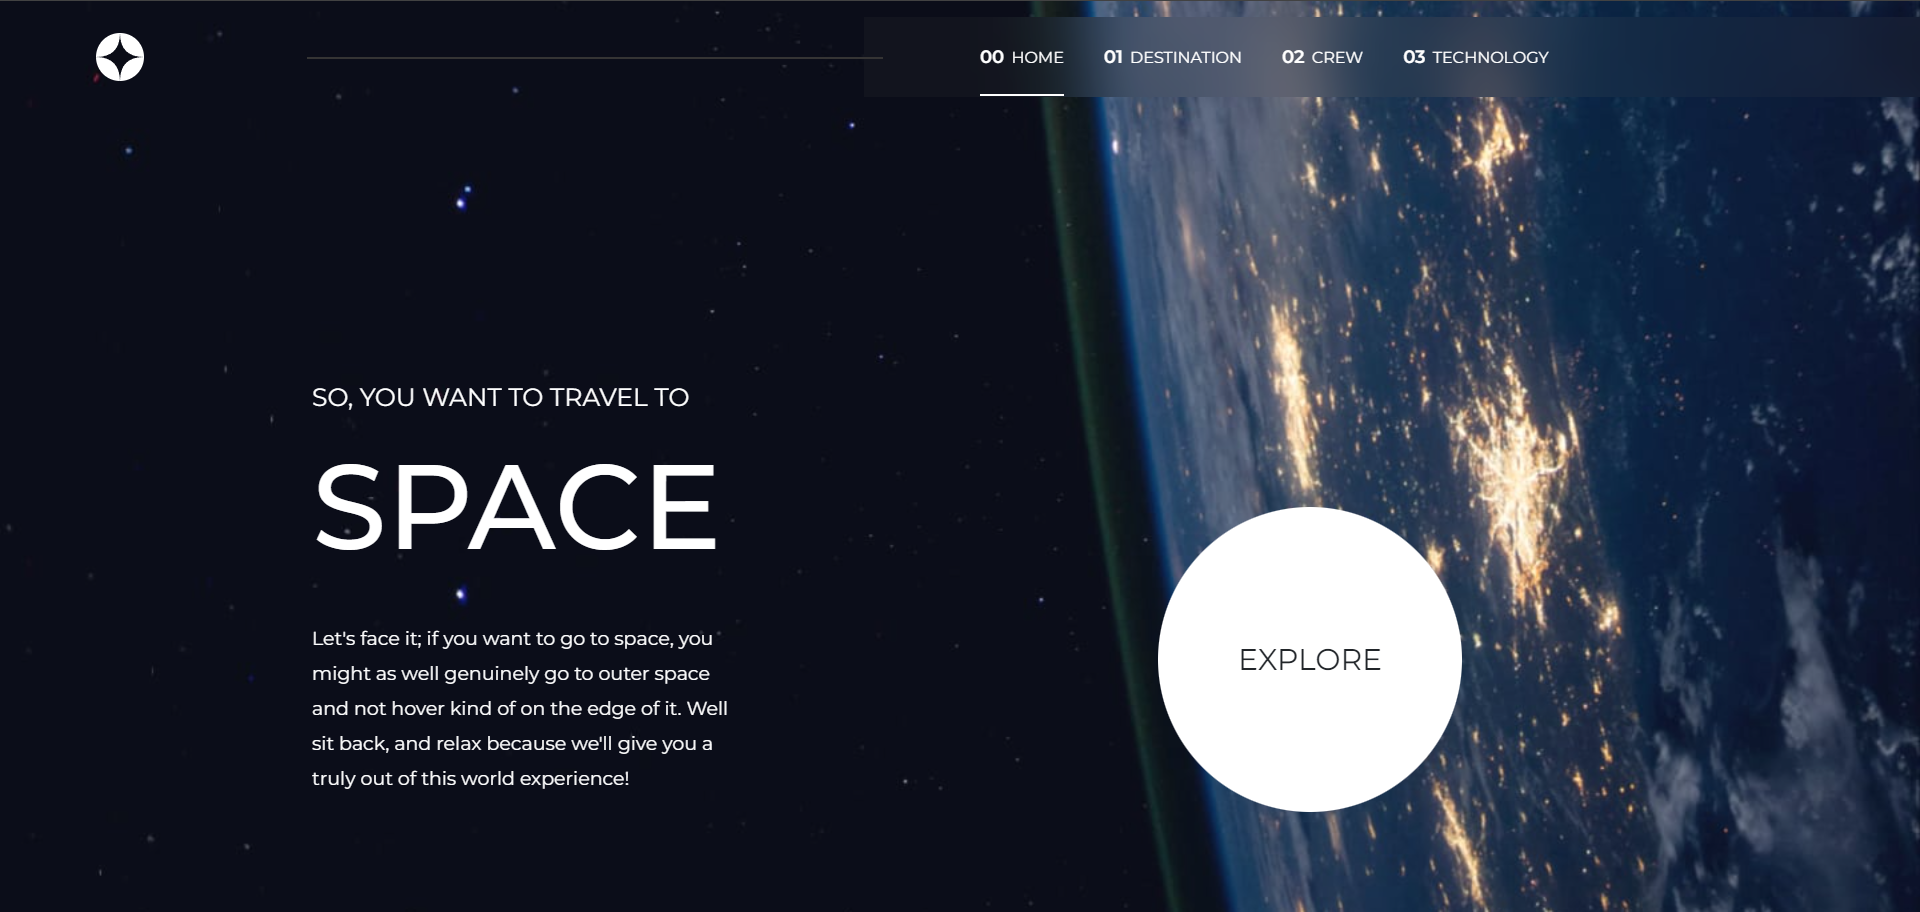 00 HOME 01 DESTINATION 02 CREW 03 TECHNOLOGY
SO, YOU WANT TO TRAVEL TO
SPACE
Let's face it; if you want to go to space, you
might as well genuinely go to outer space
and not hover kind of on the edge of it. Well
sit back, and relax because we'll give you a
truly out of this world experience!
EXPLORE